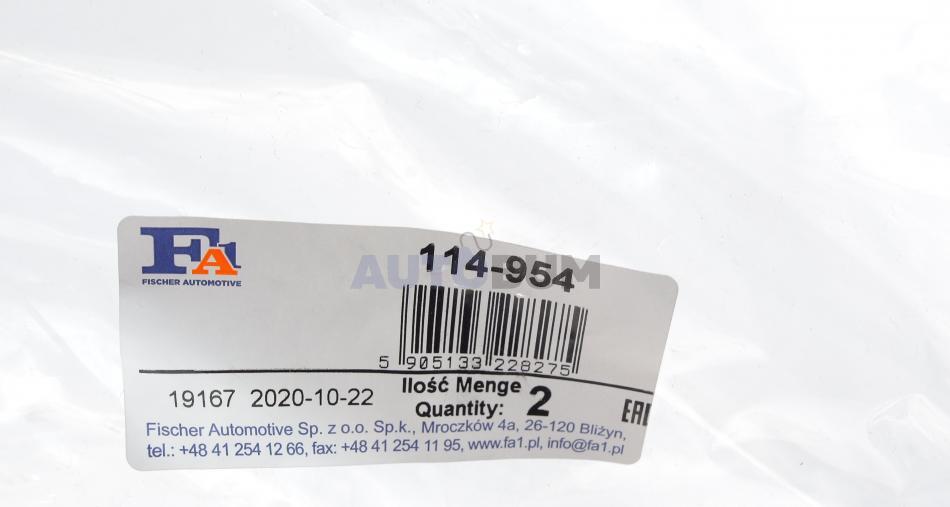 FA1
FISCHER AUTOMOTIVE
114-954
AUTODUM
5 905133 228275
19167 2020-10-22
Ilość Menge
Quantity: 2
EAC
Fischer Automotive Sp. z o.o. Sp.k., Mroczków 4a, 26-120 Bliżyn,
tel.: +48 41 254 12 66, fax: +48 41 254 11 95, www.fa1.pl, info@fa1.pl